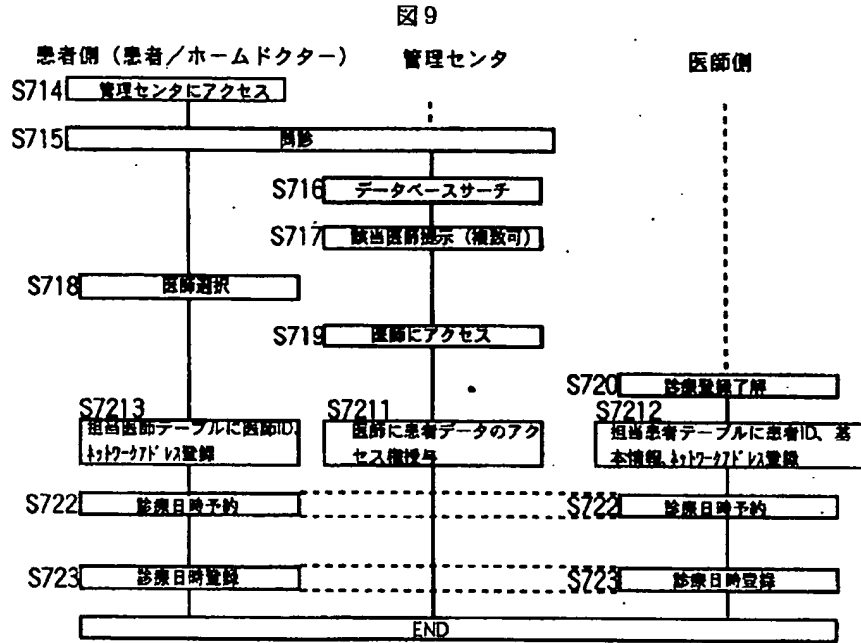 図9
患者側（患者／ホームドクター） 管理センタ 医師側
S714 管理センタにアクセス
S715 問診
S716 データベースサーチ
S717 該当医師提示（複数可）
S718 医師選択
S719 医師にアクセス
S720 診療登録了解
S7213 S7211 S7212
担当医師テーブルに医師ID、 医師に患者データのアク 担当患者テーブルに患者ID、基
ネットワークアドレス登録 セス権授与 本情報、ネットワークアドレス登録
S722 診療日時予約 S722 診療日時予約
S723 診療日時登録 S723 診療日時登録
END